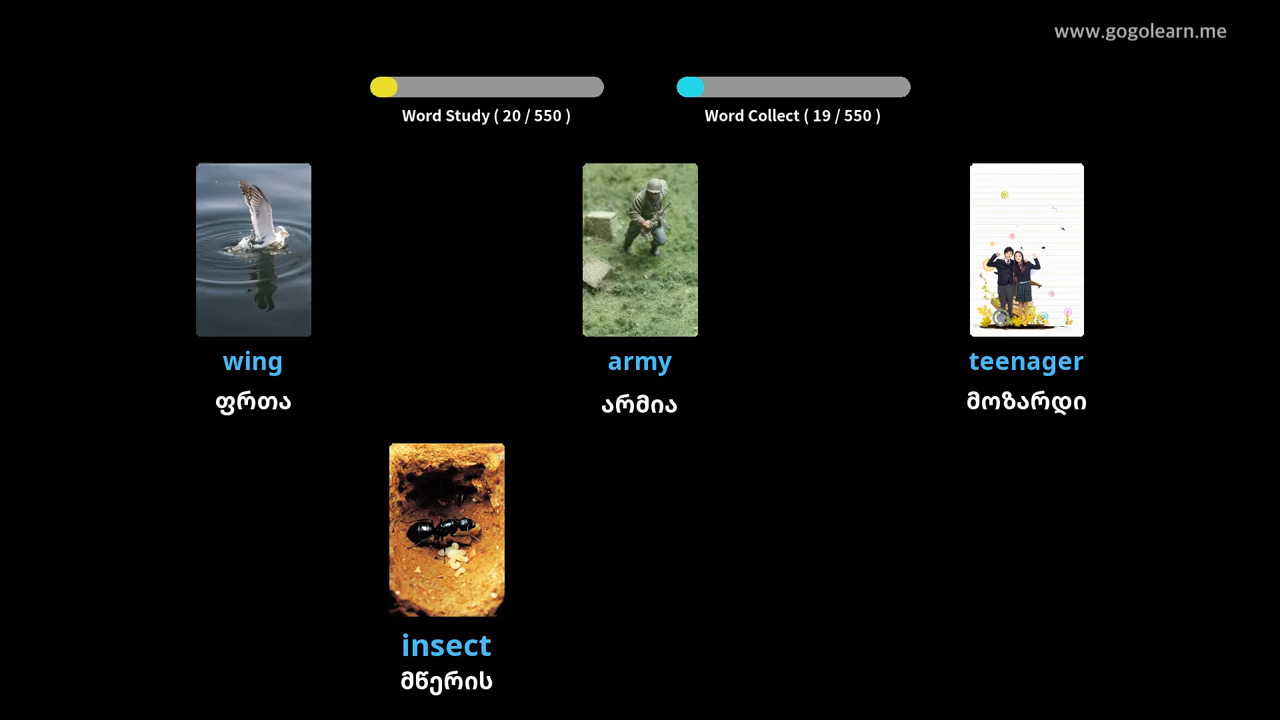 www.gogolearn.me
Word Study ( 20 / 550 )
Word Collect ( 19 / 550 )
wing
army
teenager
ფრთა
არმია
მოზარდი
insect
მწერის